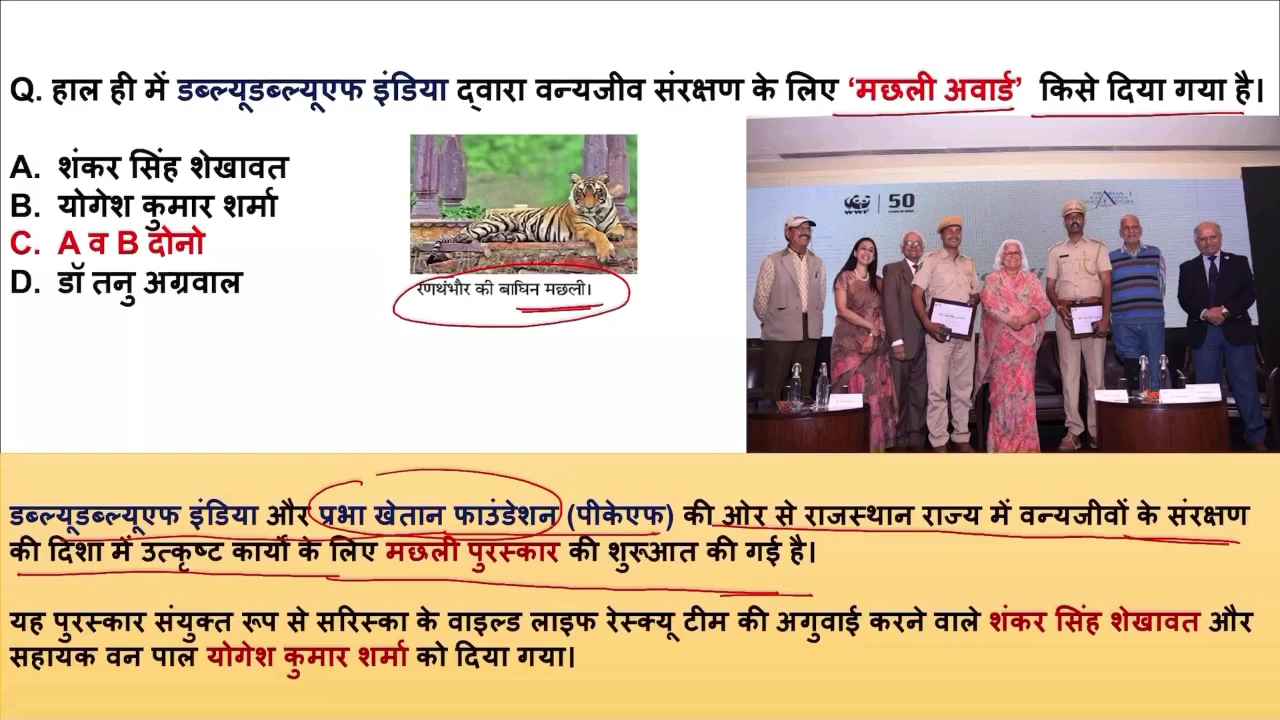 Q. हाल ही में डब्ल्यूडब्ल्यूएफ इंडिया द्वारा वन्यजीव संरक्षण के लिए ‘मछली अवार्ड’ किसे दिया गया है।
A. शंकर सिंह शेखावत
B. योगेश कुमार शर्मा
C. A व B दोनो
D. डॉ तनु अग्रवाल
रणथंभौर की बाघिन मछली।
WWF 50
डब्ल्यूडब्ल्यूएफ इंडिया और प्रभा खेतान फाउंडेशन (पीकेएफ) की ओर से राजस्थान राज्य में वन्यजीवों के संरक्षण
की दिशा में उत्कृष्ट कार्यो के लिए मछली पुरस्कार की शुरूआत की गई है।
यह पुरस्कार संयुक्त रूप से सरिस्का के वाइल्ड लाइफ रेस्क्यू टीम की अगुवाई करने वाले शंकर सिंह शेखावत और
सहायक वन पाल योगेश कुमार शर्मा को दिया गया।